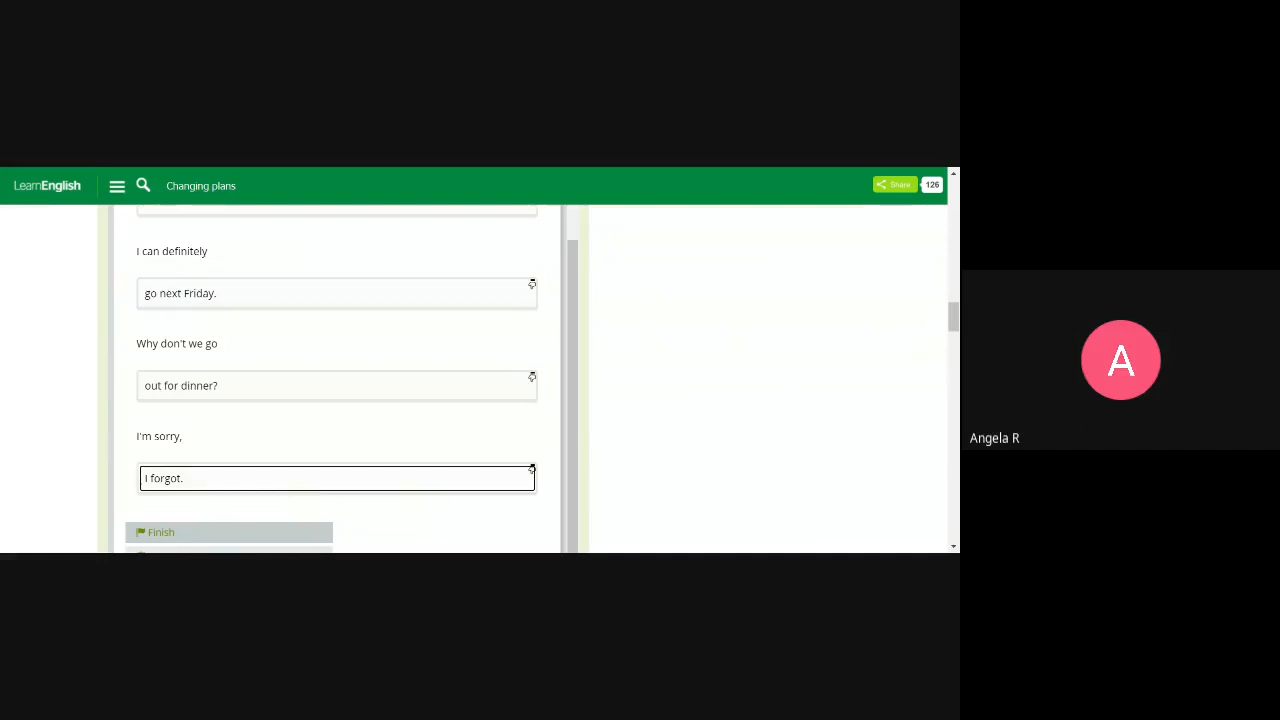 LearnEnglish
Changing plans
Share
126
I can definitely
go next Friday.
Why don't we go
out for dinner?
I'm sorry,
I forgot.
Finish
A
Angela R